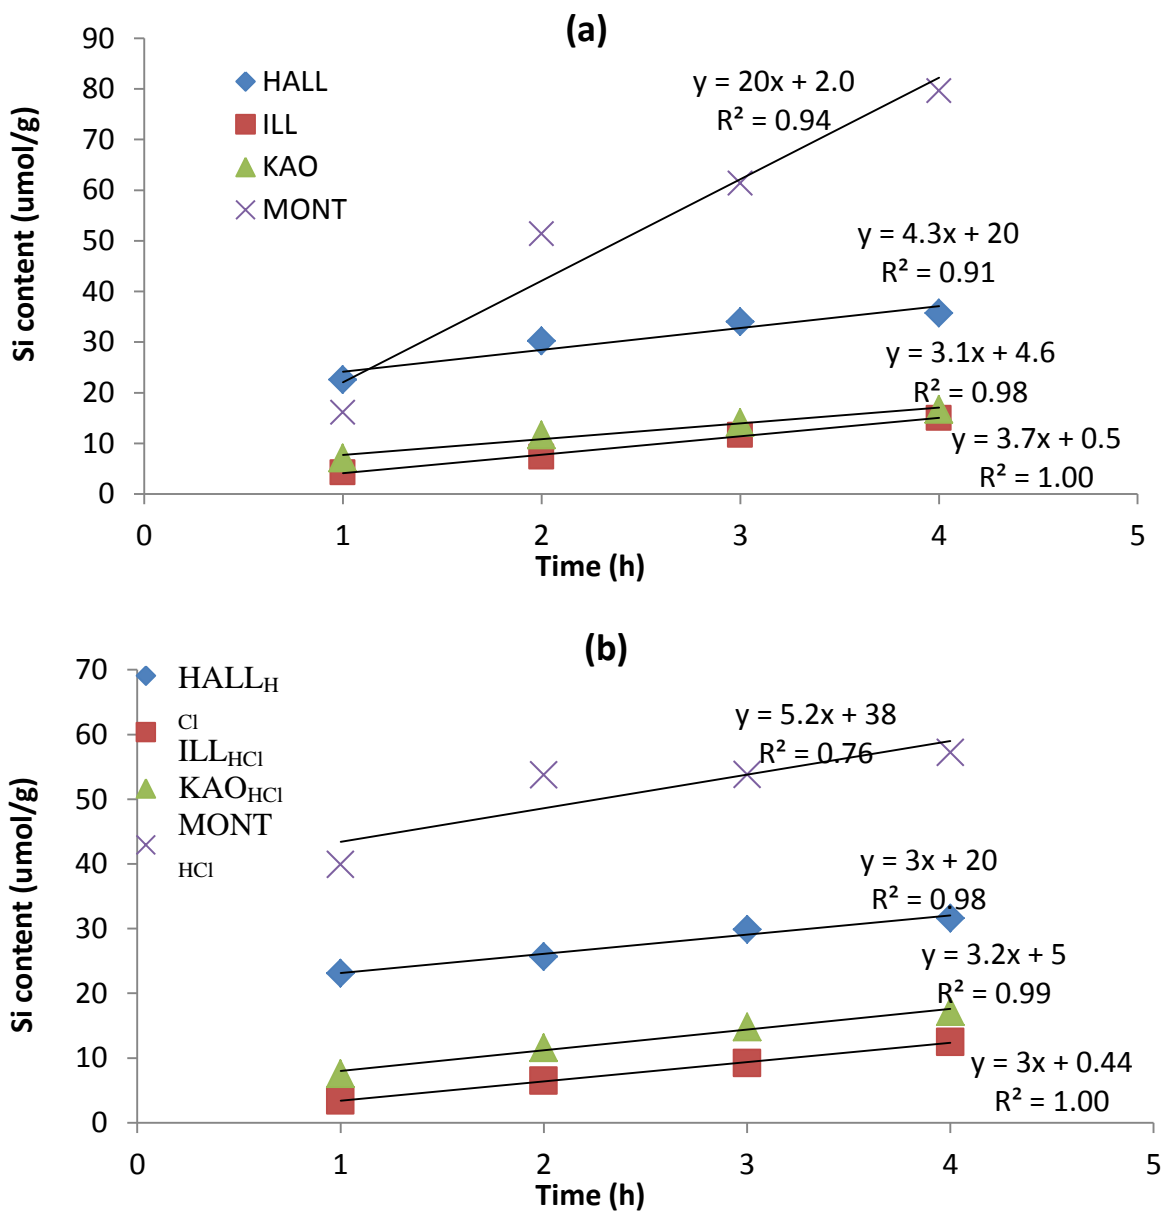 (a)
90
80
70
60
50
40
30
20
10
0
Si content (umol/g)
HALL
ILL
KAO
MONT
y = 20x + 2.0
R² = 0.94
y = 4.3x + 20
R² = 0.91
y = 3.1x + 4.6
R² = 0.98
y = 3.7x + 0.5
R² = 1.00
0 1 2 3 4 5
Time (h)
(b)
70
60
50
40
30
20
10
0
Si content (umol/g)
HALLH
Cl
ILLHCl
KAOHCl
MONT
HCl
y = 5.2x + 38
R² = 0.76
y = 3x + 20
R² = 0.98
y = 3.2x + 5
R² = 0.99
y = 3x + 0.44
R² = 1.00
0 1 2 3 4 5
Time (h)